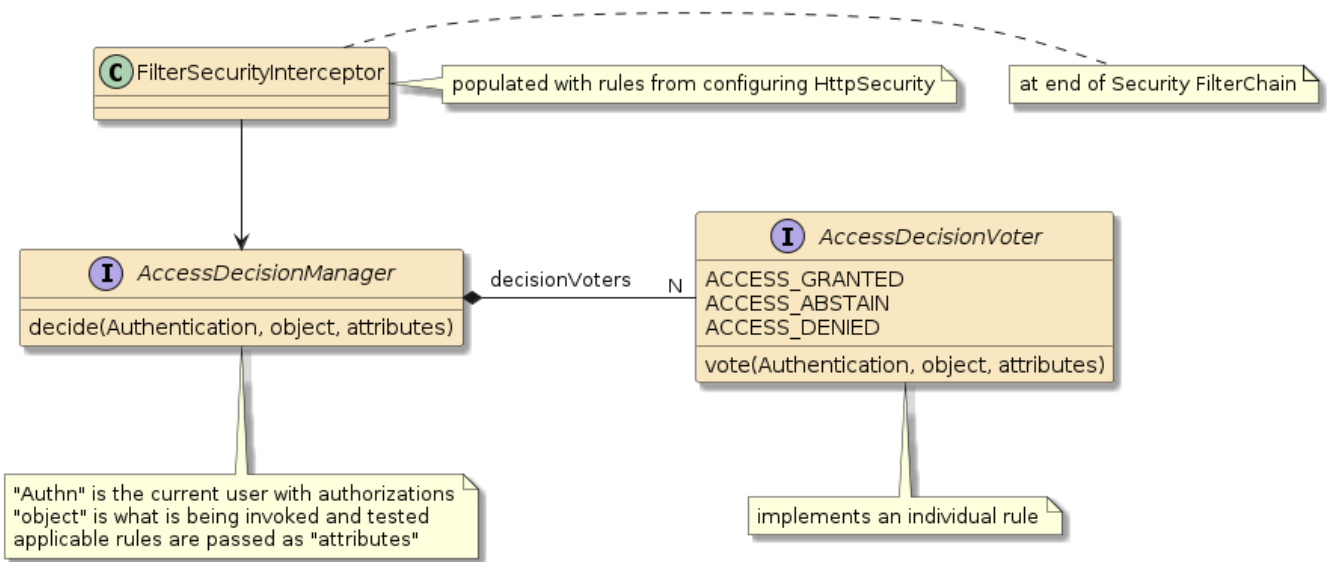 C FilterSecurityInterceptor
populated with rules from configuring HttpSecurity
at end of Security FilterChain
I AccessDecisionManager
decide(Authentication, object, attributes)
decisionVoters
N
I AccessDecisionVoter
ACCESS_GRANTED
ACCESS_ABSTAIN
ACCESS_DENIED
vote(Authentication, object, attributes)
"Authn" is the current user with authorizations
"object" is what is being invoked and tested
applicable rules are passed as "attributes"
implements an individual rule